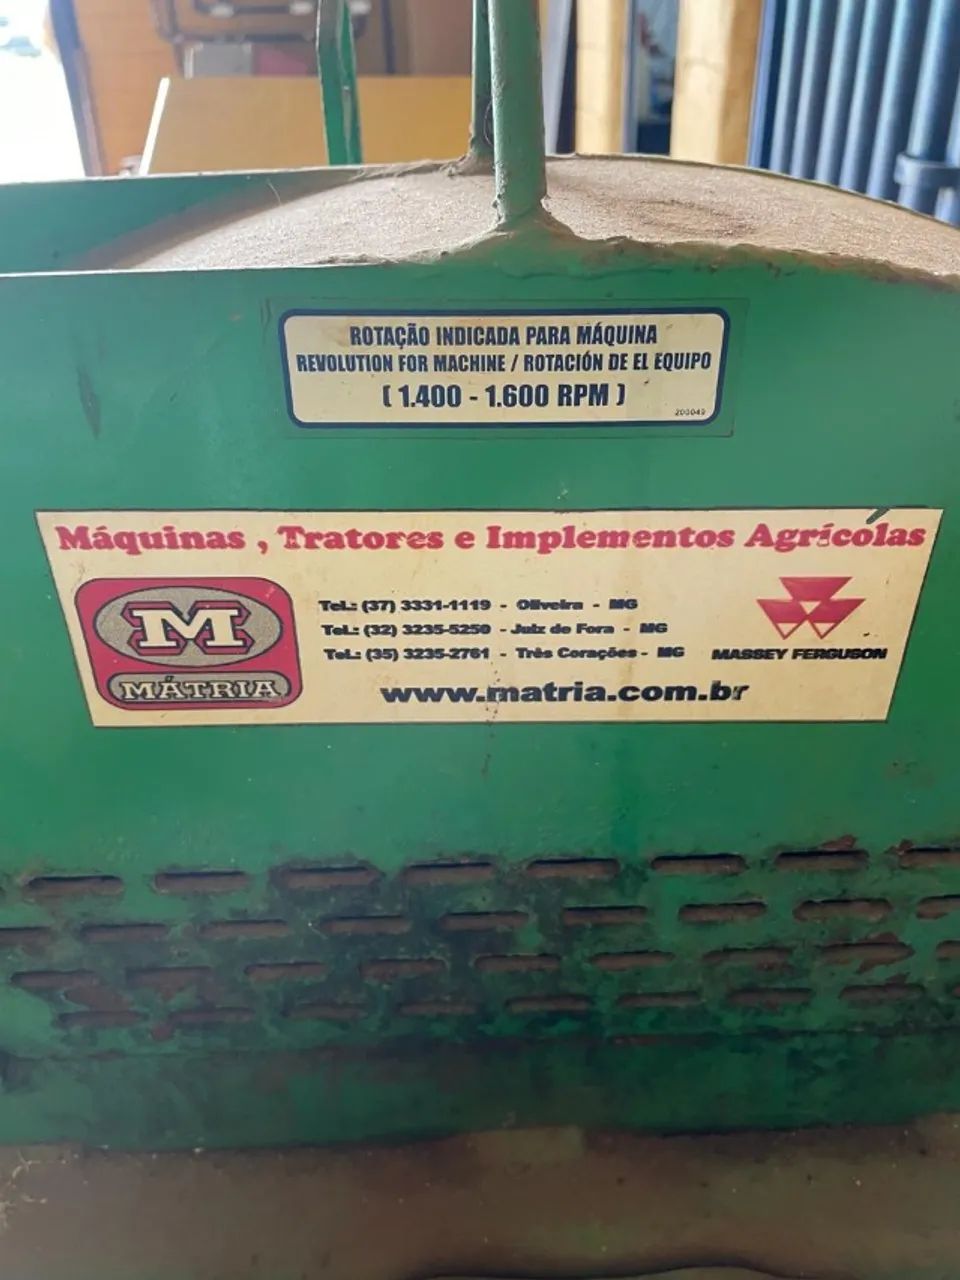 ROTAÇÃO INDICADA PARA MÁQUINA
REVOLUTION FOR MACHINE / ROTACIÓN DE EL EQUIPO
( 1.400 - 1.600 RPM )
200049
Máquinas , Tratores e Implementos Agrícolas
M
MÁTRIA
Tel.: (37) 3331-1119 - Oliveira - MG
Tel.: (32) 3235-5250 - Juiz de Fora - MG
Tel.: (35) 3235-2761 - Três Corações - MG
MASSEY FERGUSON
www.matria.com.br